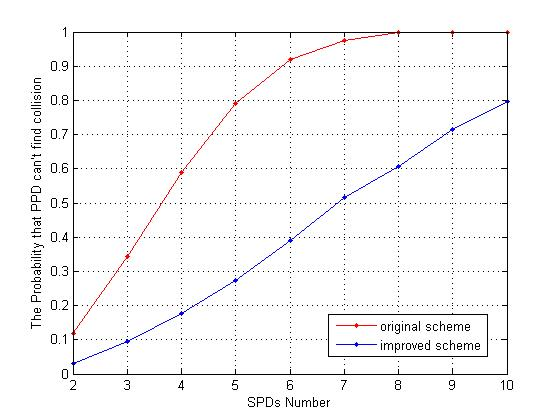 The Probability that PPD can't find collision
1
0.9
0.8
0.7
0.6
0.5
0.4
0.3
0.2
0.1
0
2 3 4 5 6 7 8 9 10
SPDs Number
original scheme
improved scheme